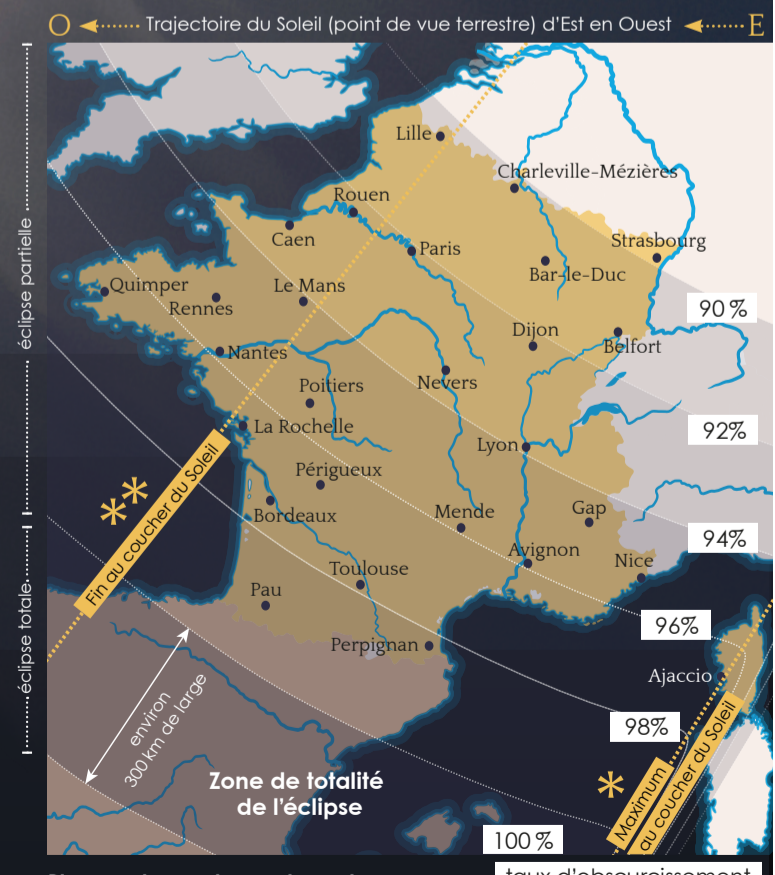 O Trajectoire du Soleil (point de vue terrestre) d'Est en Ouest E
éclipse partielle
éclipse totale
Lille
Charleville-Mézières
Rouen
Caen
Paris
Strasbourg
Bar-le-Duc
Quimper
Rennes
Le Mans
90 %
Dijon
Belfort
Nantes
Poitiers
Nevers
La Rochelle
92%
Lyon
Fin au coucher du Soleil
**
Périgueux
Bordeaux
Mende
Gap
94%
Avignon
Toulouse
Nice
Pau
96%
Perpignan
Ajaccio
environ
300 km de large
98%
Zone de totalité
de l'éclipse
*
Maximum
au coucher du Soleil
100 %
taux d'obscurcissement